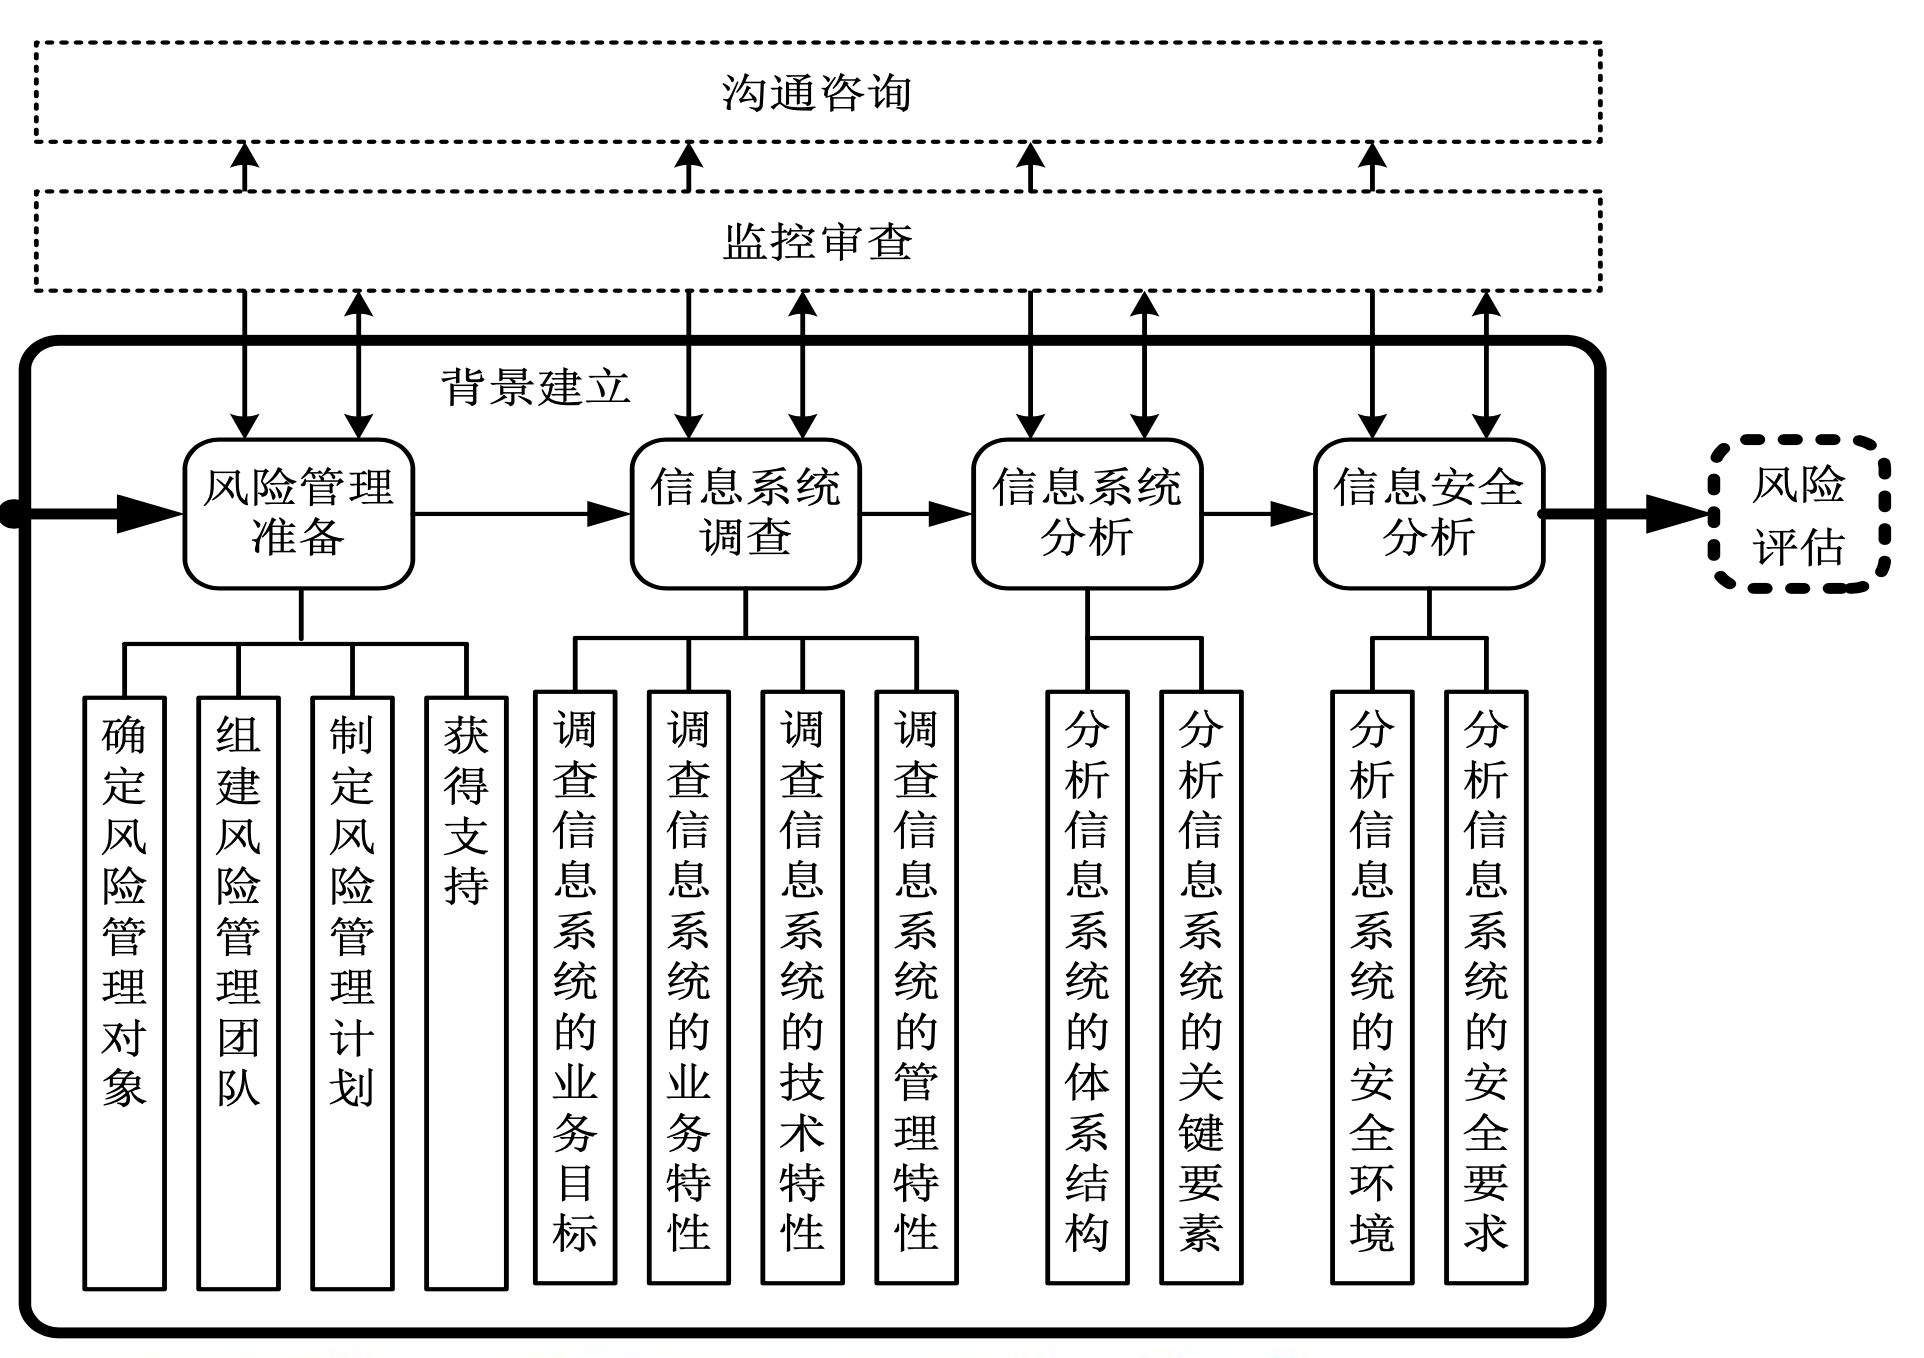 沟通咨询
监控审查
背景建立
风险管理
准备
信息系统
调查
信息系统
分析
信息安全
分析
风险
评估
确定风险管理对象
组建风险管理团队
制定风险管理计划
获得支持
调查信息系统的业务目标
调查信息系统的业务特性
调查信息系统的技术特性
调查信息系统的管理特性
分析信息系统的体系结构
分析信息系统的关键要素
分析信息系统的安全环境
分析信息系统的安全要求